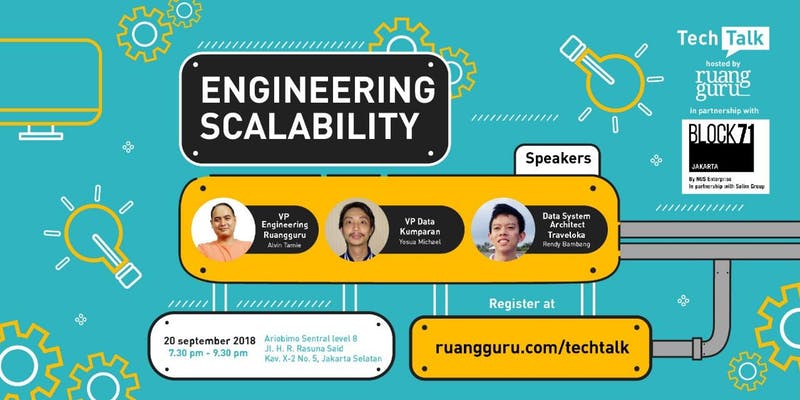 Tech Talk
hosted by
ruang
guru
in partnership with
BLOCK71
JAKARTA
By NUS Enterprise
In partnership with Salim Group
ENGINEERING
SCALABILITY
Speakers
VP
Engineering
Ruangguru
Alvin Tamie
VP Data
Kumparan
Yosua Michael
Data System
Architect
Traveloka
Rendy Bambang
20 september 2018
7.30 pm - 9.30 pm
Ariobimo Sentral level 8
Jl. H. R. Rasuna Said
Kav. X-2 No. 5, Jakarta Selatan
Register at
ruangguru.com/techtalk